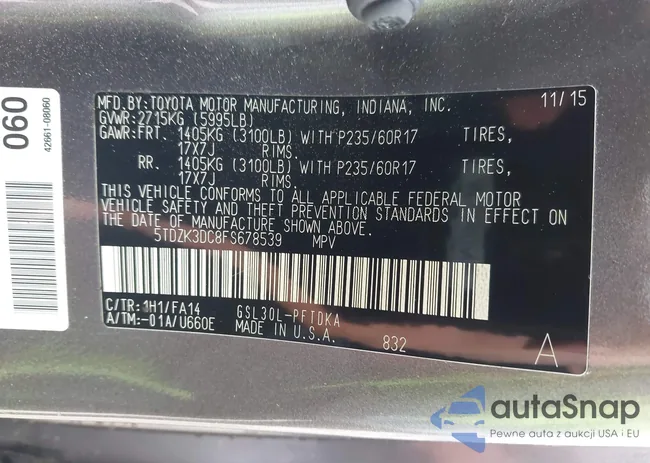 060
42661-08060
MFD.BY:TOYOTA MOTOR MANUFACTURING, INDIANA, INC. 11/15
GVWR:2715KG (5995LB)
GAWR:FRT. 1405KG (3100LB) WITH P235/60R17 TIRES,
17X7J RIMS.
RR. 1405KG (3100LB) WITH P235/60R17 TIRES,
17X7J RIMS.
THIS VEHICLE CONFORMS TO ALL APPLICABLE FEDERAL MOTOR
VEHICLE SAFETY AND THEFT PREVENTION STANDARDS IN EFFECT ON
THE DATE OF MANUFACTURE SHOWN ABOVE.
5TDZK3DC8FS678539 MPV
C/TR:1H1/FA14 GSL30L-PFTDKA
A/TM:-01A/U660E MADE IN U.S.A. 832 A
autaSnap
Pewne auta z aukcji USA i EU